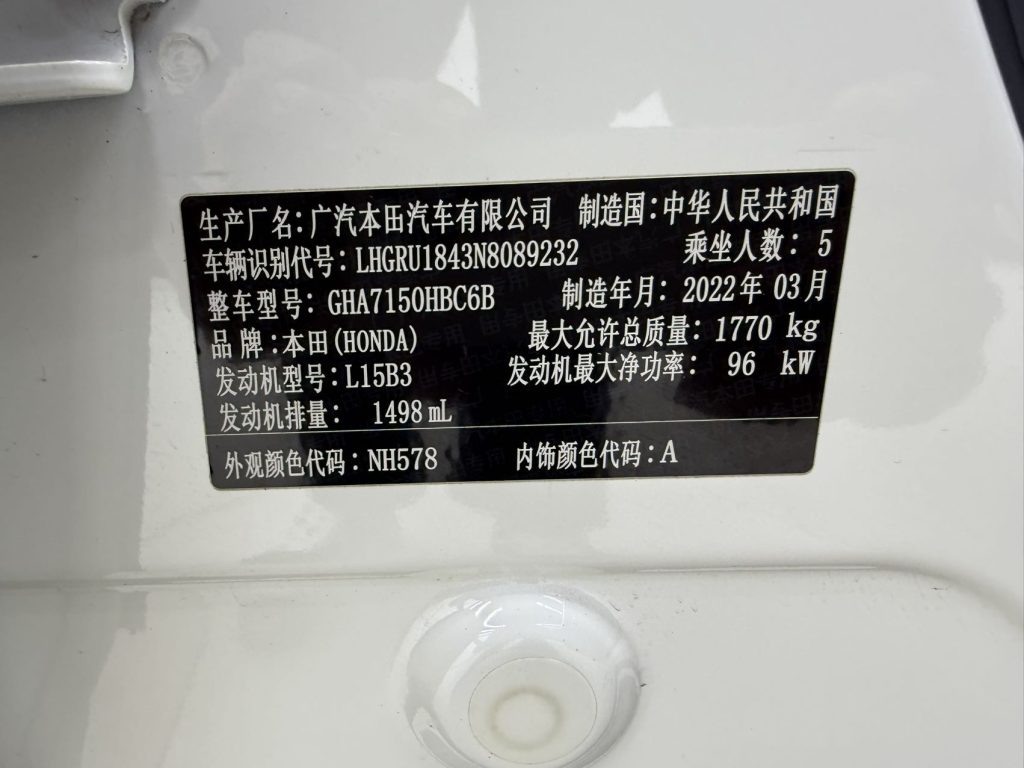 生产厂名：广汽本田汽车有限公司 制造国：中华人民共和国
车辆识别代号：LHGRU1843N8089232 乘坐人数：5
整车型号：GHA7150HBC6B 制造年月：2022年 03月
品牌：本田(HONDA) 最大允许总质量：1770 kg
发动机型号：L15B3 发动机最大净功率：96 kW
发动机排量：1498 mL
外观颜色代码：NH578 内饰颜色代码：A